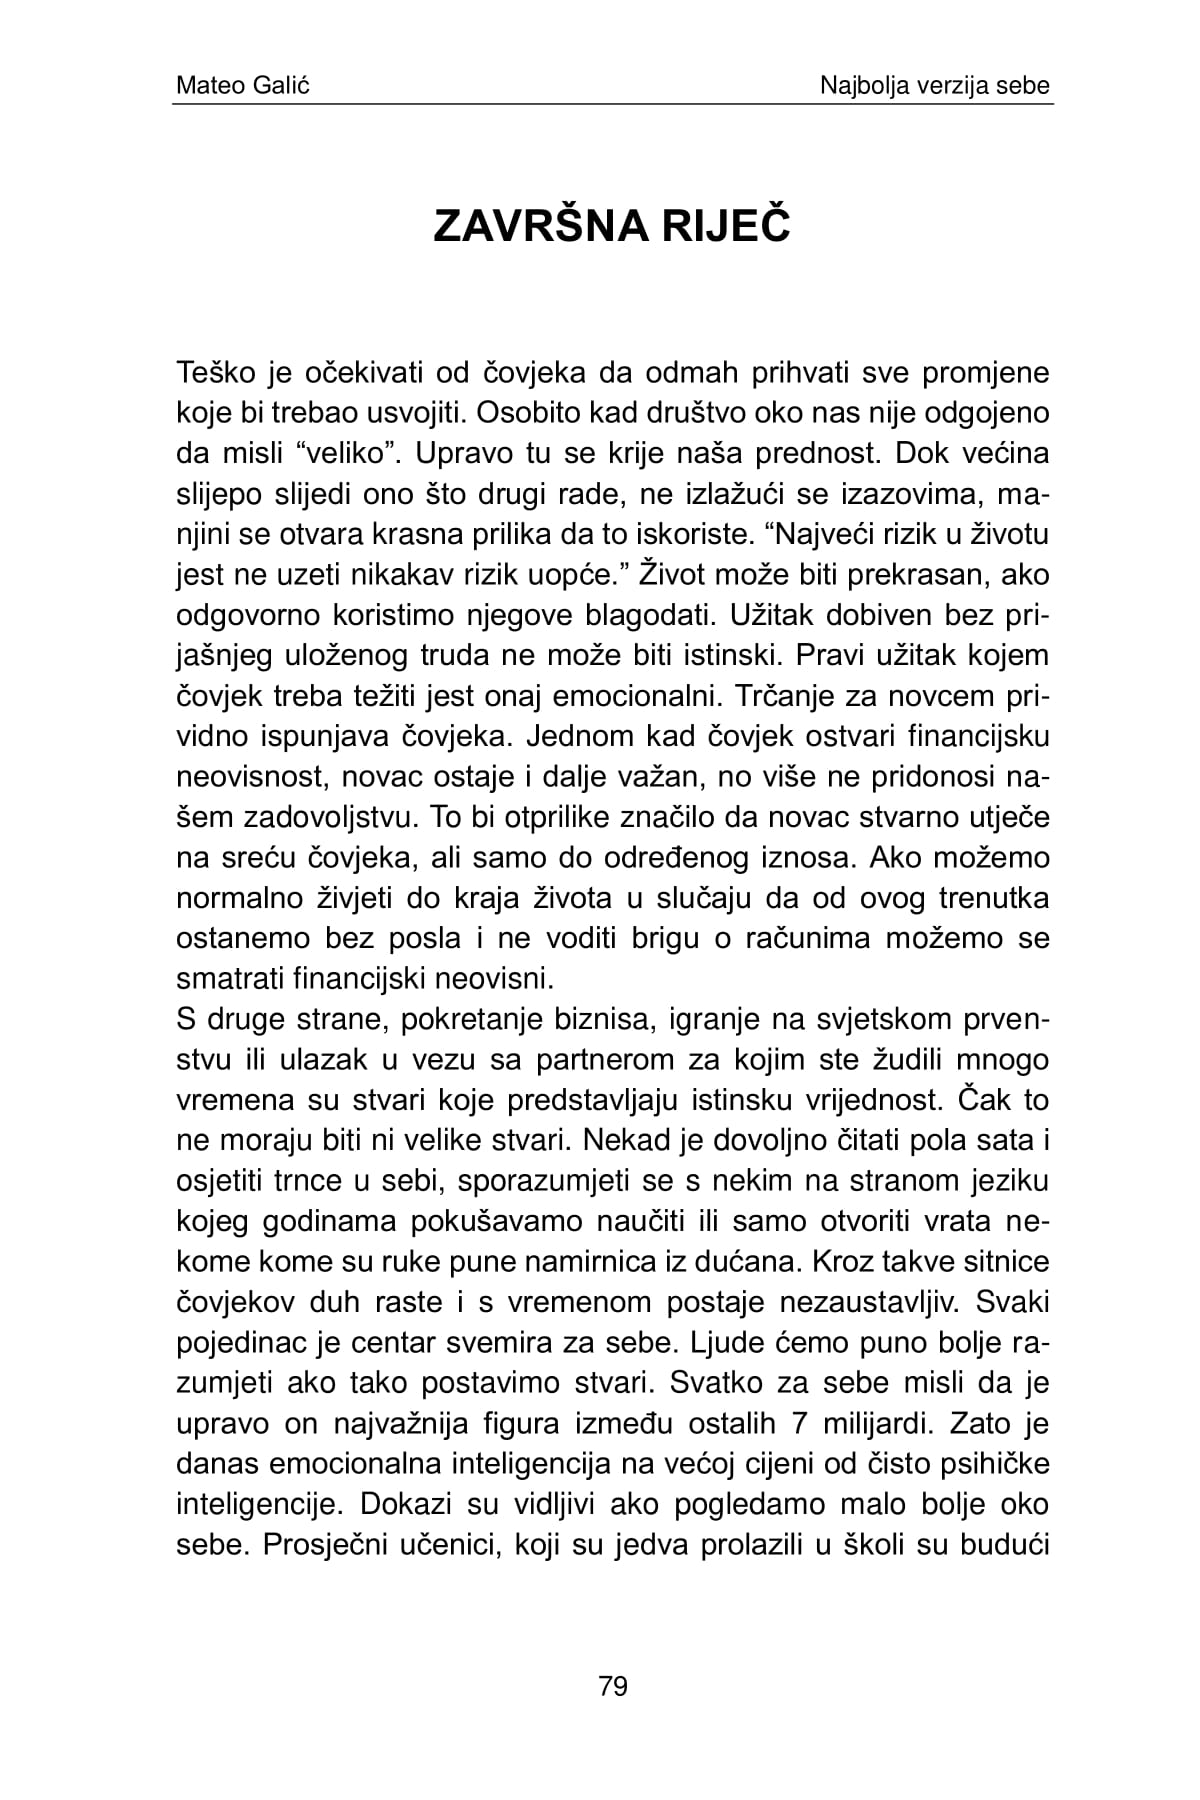 Mateo Galić
Najbolja verzija sebe
ZAVRŠNA RIJEČ
Teško je očekivati od čovjeka da odmah prihvati sve promjene
koje bi trebao usvojiti. Osobito kad društvo oko nas nije odgojeno
da misli “veliko”. Upravo tu se krije naša prednost. Dok većina
slijepo slijedi ono što drugi rade, ne izlažući se izazovima, ma-
njini se otvara krasna prilika da to iskoriste. “Najveći rizik u životu
jest ne uzeti nikakav rizik uopće.” Život može biti prekrasan, ako
odgovorno koristimo njegove blagodati. Užitak dobiven bez pri-
jašnjeg uloženog truda ne može biti istinski. Pravi užitak kojem
čovjek treba težiti jest onaj emocionalni. Trčanje za novcem pri-
vidno ispunjava čovjeka. Jednom kad čovjek ostvari financijsku
neovisnost, novac ostaje i dalje važan, no više ne pridonosi na-
šem zadovoljstvu. To bi otprilike značilo da novac stvarno utječe
na sreću čovjeka, ali samo do određenog iznosa. Ako možemo
normalno živjeti do kraja života u slučaju da od ovog trenutka
ostanemo bez posla i ne voditi brigu o računima možemo se
smatrati financijski neovisni.
S druge strane, pokretanje biznisa, igranje na svjetskom prven-
stvu ili ulazak u vezu sa partnerom za kojim ste žudili mnogo
vremena su stvari koje predstavljaju istinsku vrijednost. Čak to
ne moraju biti ni velike stvari. Nekad je dovoljno čitati pola sata i
osjetiti trnce u sebi, sporazumjeti se s nekim na stranom jeziku
kojeg godinama pokušavamo naučiti ili samo otvoriti vrata ne-
kome kome su ruke pune namirnica iz dućana. Kroz takve sitnice
čovjekov duh raste i s vremenom postaje nezaustavljiv. Svaki
pojedinac je centar svemira za sebe. Ljude ćemo puno bolje ra-
zumjeti ako tako postavimo stvari. Svatko za sebe misli da je
upravo on najvažnija figura između ostalih 7 milijardi. Zato je
danas emocionalna inteligencija na većoj cijeni od čisto psihičke
inteligencije. Dokazi su vidljivi ako pogledamo malo bolje oko
sebe. Prosječni učenici, koji su jedva prolazili u školi su budući
79